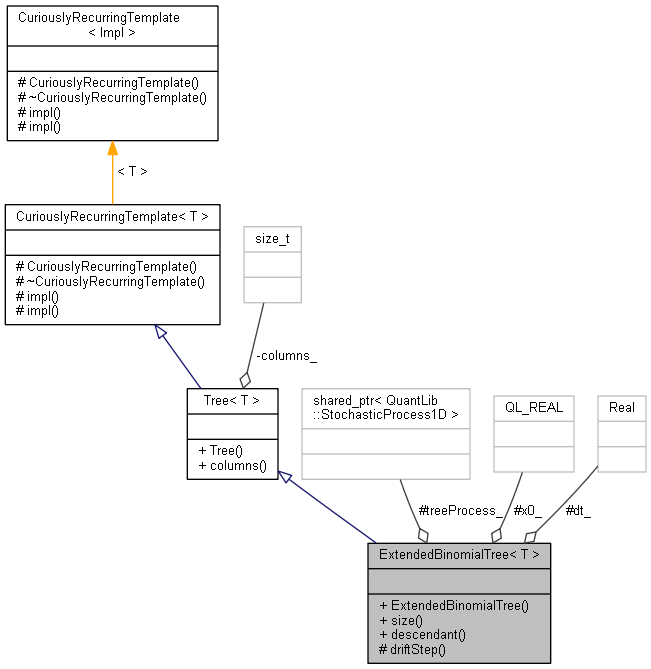 CuriouslyRecurringTemplate
< Impl >
# CuriouslyRecurringTemplate()
# ~CuriouslyRecurringTemplate()
# impl()
# impl()
< T >
CuriouslyRecurringTemplate< T >
# CuriouslyRecurringTemplate()
# ~CuriouslyRecurringTemplate()
# impl()
# impl()
size_t
-columns_
Tree< T >
+ Tree()
+ columns()
shared_ptr< QuantLib
::StochasticProcess1D >
QL_REAL
Real
#treeProcess_
#x0_
#dt_
ExtendedBinomialTree< T >
+ ExtendedBinomialTree()
+ size()
+ descendant()
# driftStep()